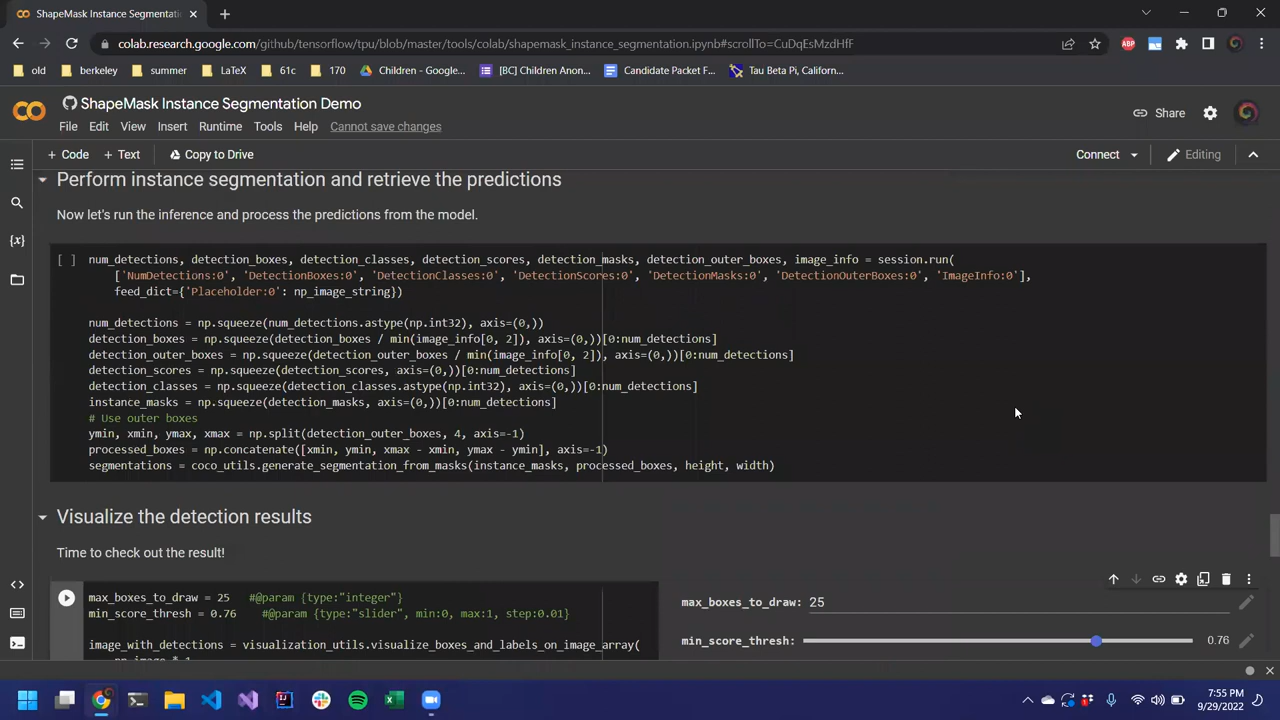 ShapeMask Instance Segmentatio
colab.research.google.com/github/tensorflow/tpu/blob/master/tools/colab/shapemask_instance_segmentation.ipynb#scrollTo=CuDqEsMzdHfF
ABP
old berkeley summer LaTeX 61c 170 Children - Google... [BC] Children Anon... Candidate Packet F... Tau Beta Pi, Californ...
ShapeMask Instance Segmentation Demo
Share
File Edit View Insert Runtime Tools Help Cannot save changes
+ Code + Text Copy to Drive Connect Editing
Perform instance segmentation and retrieve the predictions
Now let's run the inference and process the predictions from the model.
[ ] num_detections, detection_boxes, detection_classes, detection_scores, detection_masks, detection_outer_boxes, image_info = session.run(
['NumDetections:0', 'DetectionBoxes:0', 'DetectionClasses:0', 'DetectionScores:0', 'DetectionMasks:0', 'DetectionOuterBoxes:0', 'ImageInfo:0'],
feed_dict={'Placeholder:0': np_image_string})
num_detections = np.squeeze(num_detections.astype(np.int32), axis=(0,))
detection_boxes = np.squeeze(detection_boxes / min(image_info[0, 2]), axis=(0,))[0:num_detections]
detection_outer_boxes = np.squeeze(detection_outer_boxes / min(image_info[0, 2]), axis=(0,))[0:num_detections]
detection_scores = np.squeeze(detection_scores, axis=(0,))[0:num_detections]
detection_classes = np.squeeze(detection_classes.astype(np.int32), axis=(0,))[0:num_detections]
instance_masks = np.squeeze(detection_masks, axis=(0,))[0:num_detections]
# Use outer boxes
ymin, xmin, ymax, xmax = np.split(detection_outer_boxes, 4, axis=-1)
processed_boxes = np.concatenate([xmin, ymin, xmax - xmin, ymax - ymin], axis=-1)
segmentations = coco_utils.generate_segmentation_from_masks(instance_masks, processed_boxes, height, width)
Visualize the detection results
Time to check out the result!
max_boxes_to_draw = 25 #@param {type:"integer"}
min_score_thresh = 0.76 #@param {type:"slider", min:0, max:1, step:0.01}
image_with_detections = visualization_utils.visualize_boxes_and_labels_on_image_array(
max_boxes_to_draw: 25
min_score_thresh: 0.76
7:55 PM
9/29/2022